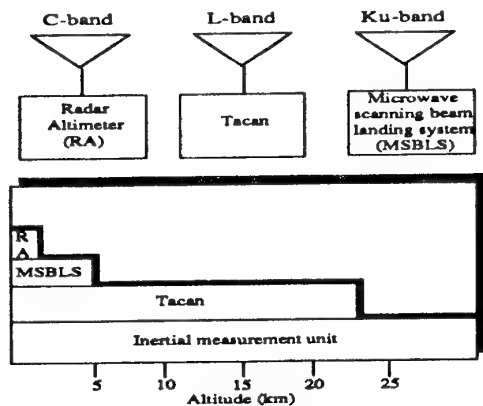 C-band
L-band
Ku-band
Radar
Altimeter
(RA)
Tacan
Microwave
scanning beam
landing system
(MSBLS)
R
A
MSBLS
Tacan
Inertial measurement unit
5 10 15 20 25
Altitude (km)